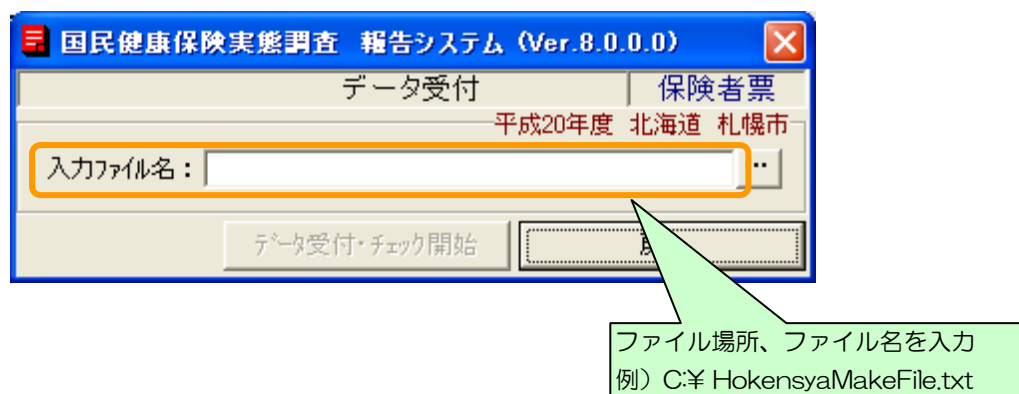 国民健康保険実態調査 報告システム (Ver.8.0.0.0)
データ受付 保険者票
平成20年度 北海道 札幌市
入力ファイル名：
データ受付・チェック開始
ファイル場所、ファイル名を入力
例）C:¥ HokensyaMakeFile.txt